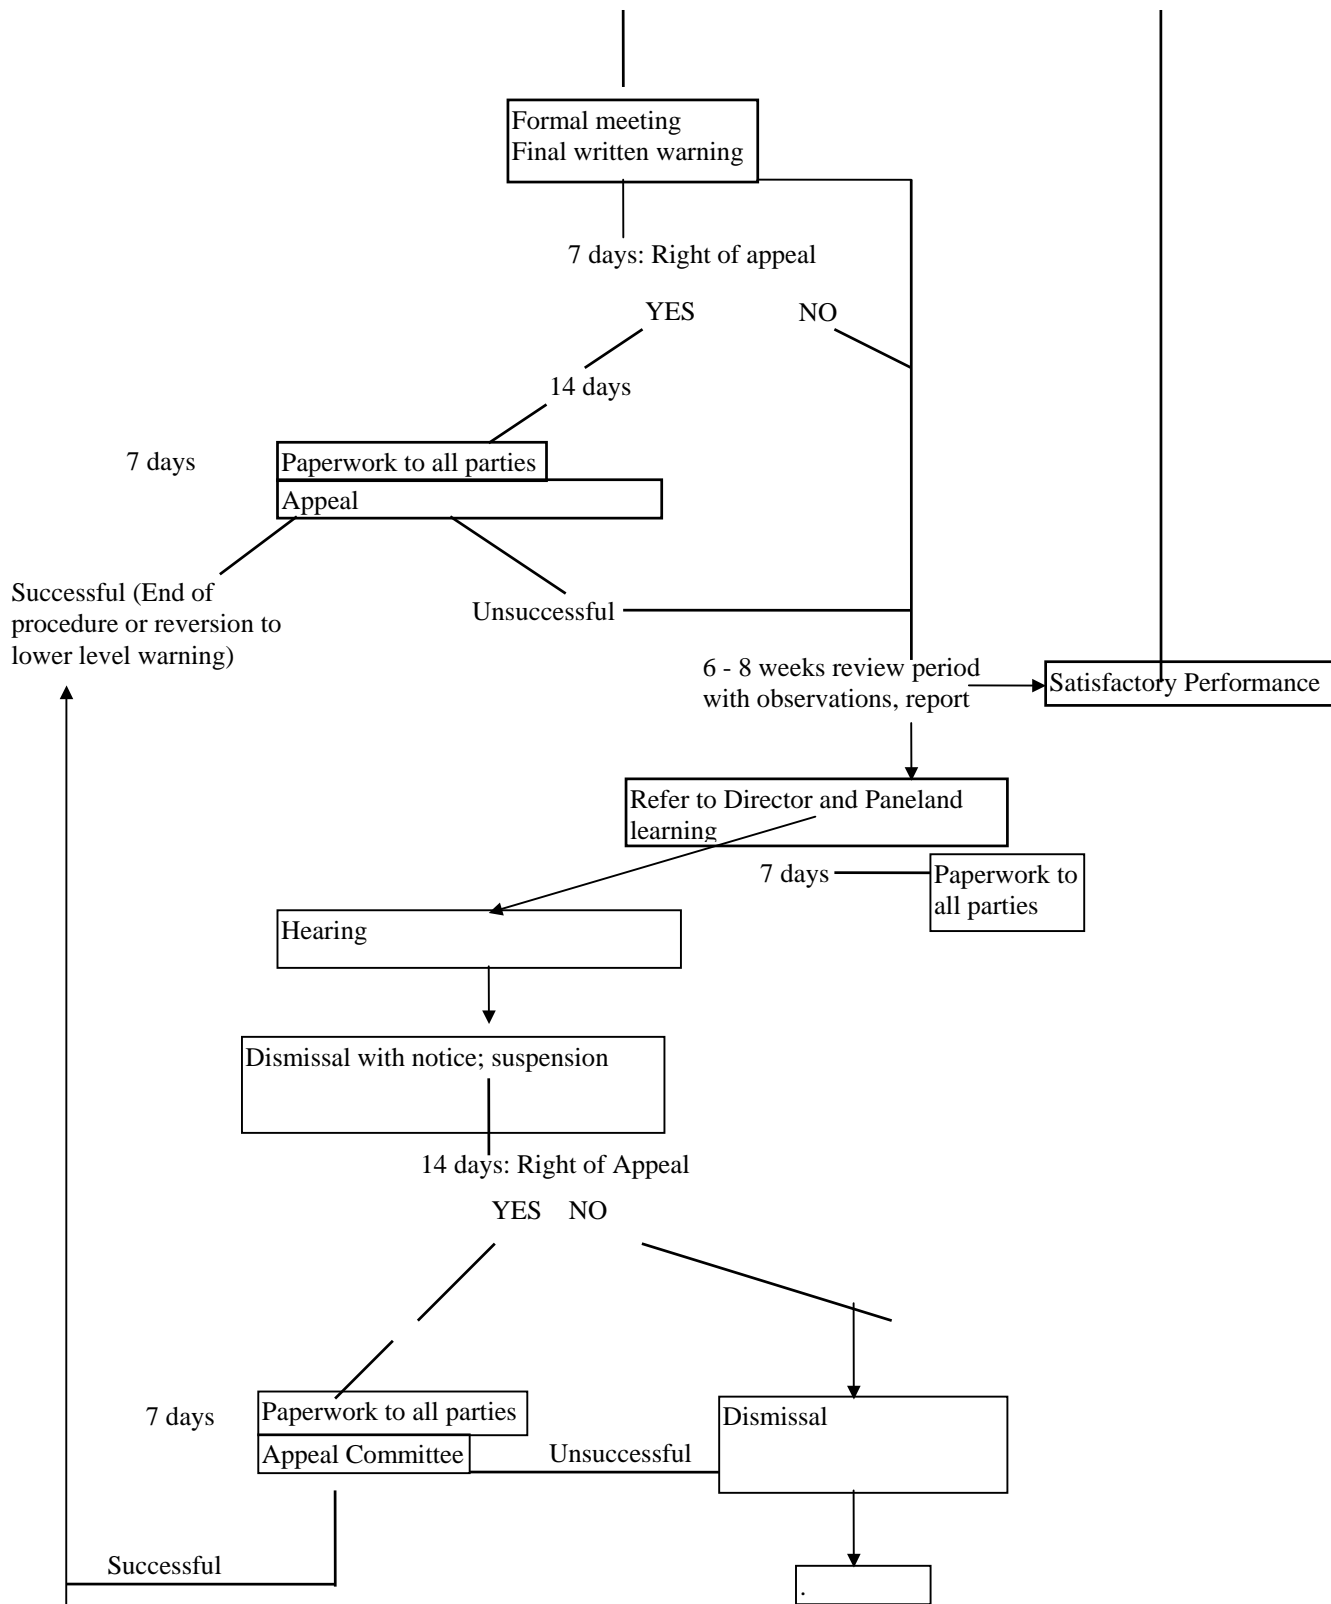 Formal meeting
Final written warning
7 days: Right of appeal
YES
NO
14 days
7 days
Paperwork to all parties
Appeal
Successful (End of
procedure or reversion to
lower level warning)
Unsuccessful
6 - 8 weeks review period
with observations, report
Satisfactory Performance
Refer to Director and Paneland
learning
7 days
Paperwork to
all parties
Hearing
Dismissal with notice; suspension
14 days: Right of Appeal
YES NO
7 days
Paperwork to all parties
Appeal Committee
Unsuccessful
Dismissal
Successful
.